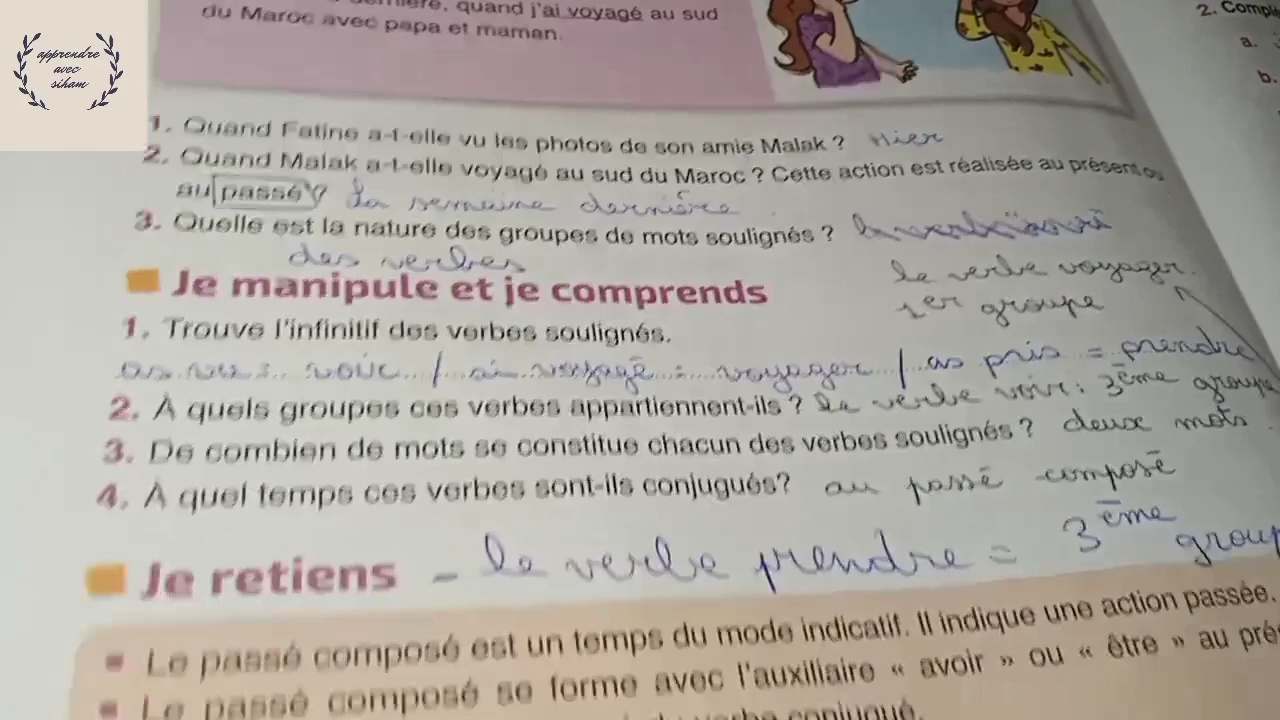 apprendre
avec
siham
dernière, quand j'ai voyagé au sud
du Maroc avec papa et maman.
2. Complè
a.
b.
1. Quand Fatine a-t-elle vu les photos de son amie Malak ? Hier
2. Quand Malak a-t-elle voyagé au sud du Maroc ? Cette action est réalisée au présent ou
au passé ? la semaine dernière
3. Quelle est la nature des groupes de mots soulignés ?
des verbes
Je manipule et je comprends
le verbe voyager.
1er groupe
1. Trouve l'infinitif des verbes soulignés.
as vu : voir / ai voyagé : voyager / as pris = prendre
2. À quels groupes ces verbes appartiennent-ils ? le verbe voir : 3ème groupe
3. De combien de mots se constitue chacun des verbes soulignés ? deux mots
4. À quel temps ces verbes sont-ils conjugués? au passé composé
Je retiens - le verbe prendre = 3ème group
Le passé composé est un temps du mode indicatif. Il indique une action passée.
Le passé composé se forme avec l'auxiliaire « avoir » ou « être » au pré
du verbe conjugué.